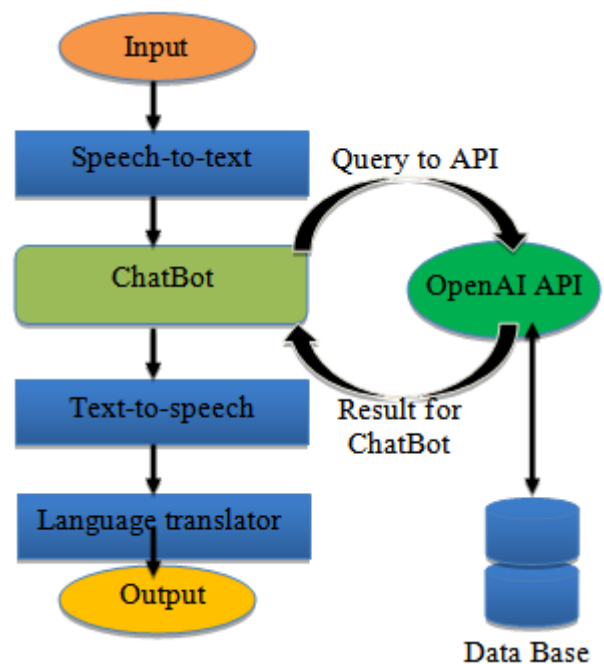 Input
Speech-to-text
Query to API
ChatBot
OpenAI API
Text-to-speech
Result for
ChatBot
Language translator
Output
Data Base